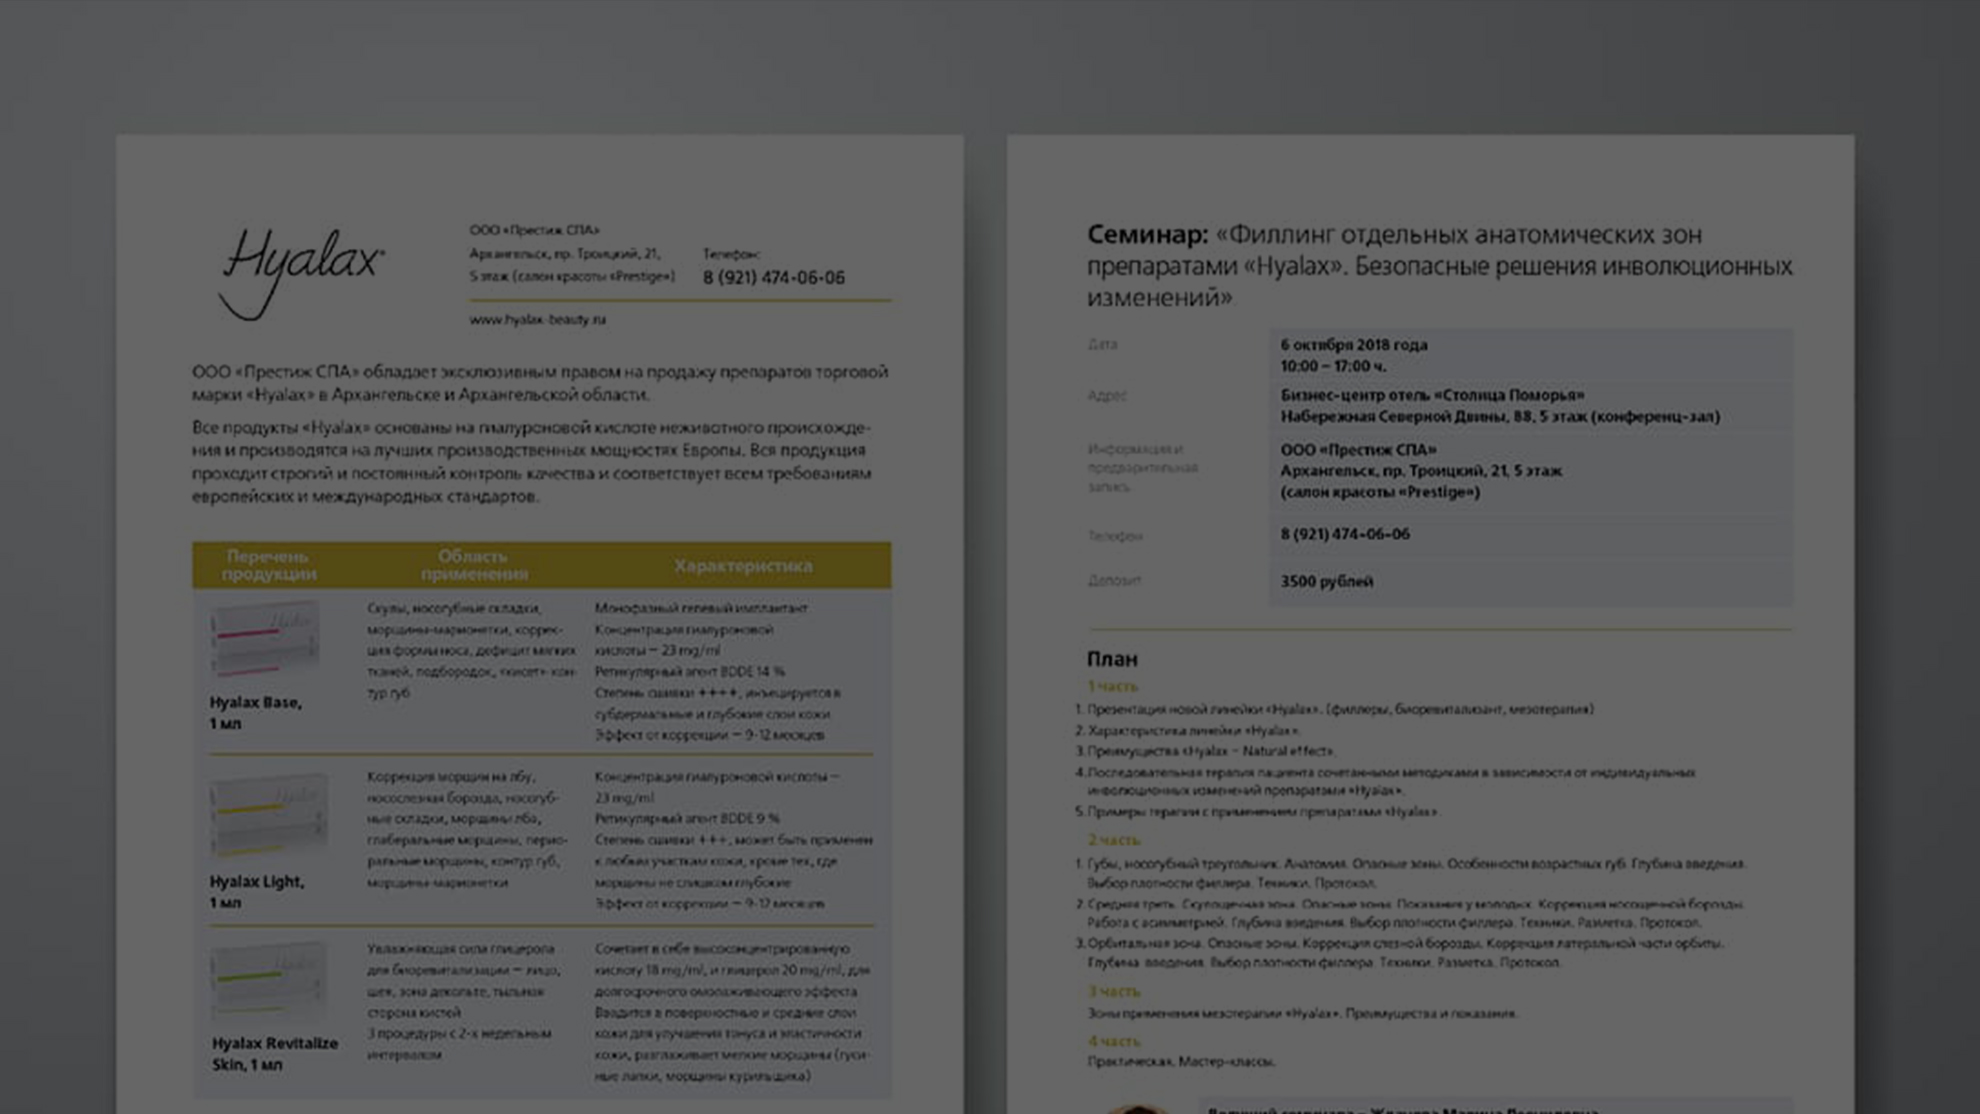 Hyalax
ООО «Престиж СПА»
Архангельск, пр. Троицкий, 21,
5 этаж (салон красоты «Prestige»)
Телефон:
8 (921) 474-06-06
www.hyalax-beauty.ru
ООО «Престиж СПА» обладает эксклюзивным правом на продажу препаратов торговой
марки «Hyalax» в Архангельске и Архангельской области.
Все продукты «Hyalax» основаны на гиалуроновой кислоте неживотного происхожде-
ния и производятся на лучших производственных мощностях Европы. Вся продукция
проходит строгий и постоянный контроль качества и соответствует всем требованиям
европейских и международных стандартов.
Перечень
продукции
Область
применения
Характеристика
Hyalax Base,
1 мл
Скулы, носогубные складки,
морщины-марионетки, коррек-
ция формы носа, дефицит мягких
тканей, подбородок, «кисет» кон-
тур губ
Монофазный гелевый имплантант
Концентрация гиалуроновой
кислоты – 23 mg/ml
Ретикулярный агент BDDE 14 %
Степень сшивки ++++, инъецируется в
субдермальные и глубокие слои кожи
Эффект от коррекции – 9-12 месяцев
Hyalax Light,
1 мл
Коррекция морщин на лбу,
носослезная борозда, носогуб-
ные складки, морщины лба,
глаберальные морщины, перио-
ральные морщины, контур губ,
морщины-марионетки
Концентрация гиалуроновой кислоты –
23 mg/ml
Ретикулярный агент BDDE 9 %
Степень сшивки +++, может быть применен
к любым участкам кожи, кроме тех, где
морщины не слишком глубокие
Эффект от коррекции – 9-12 месяцев
Hyalax Revitalize
Skin, 1 мл
Увлажняющая сила глицерола
для биоревитализации – лицо,
шея, зона декольте, тыльная
сторона кистей
3 процедуры с 2-х недельным
интервалом
Сочетает в себе высоконцентрированную
кислоту 18 mg/ml, и глицерол 20 mg/ml, для
долгосрочного омолаживающего эффекта
Вводится в поверхностные и средние слои
кожи для улучшения тонуса и эластичности
кожи, разглаживает мелкие морщины (гуси-
ные лапки, морщины курильщика)
Семинар: «Филлинг отдельных анатомических зон
препаратами «Hyalax». Безопасные решения инволюционных
изменений»
Дата
6 октября 2018 года
10:00 – 17:00 ч.
Адрес
Бизнес-центр отель «Столица Поморья»
Набережная Северной Двины, 88, 5 этаж (конференц-зал)
Информация и
предварительная
запись
ООО «Престиж СПА»
Архангельск, пр. Троицкий, 21, 5 этаж
(салон красоты «Prestige»)
Телефон
8 (921) 474-06-06
Депозит
3500 рублей
План
1 часть
1. Презентация новой линейки «Hyalax». (филлеры, биоревитализант, мезотерапия)
2. Характеристика линейки «Hyalax».
3. Преимущества «Hyalax – Natural effect».
4. Последовательная терапия пациента сочетанными методиками в зависимости от индивидуальных
инволюционных изменений препаратами «Hyalax».
5. Примеры терапии с применением препаратами «Hyalax».
2 часть
1. Губы, носогубный треугольник. Анатомия. Опасные зоны. Особенности возрастных губ. Глубина введения.
Выбор плотности филлера. Техники. Протокол.
2. Средняя треть. Скулощечная зона. Опасные зоны. Показания у молодых. Коррекция носощечной борозды.
Работа с асимметрией. Глубина введения. Выбор плотности филлера. Техники. Разметка. Протокол.
3. Орбитальная зона. Опасные зоны. Коррекция слезной борозды. Коррекция латеральной части орбиты.
Глубина введения. Выбор плотности филлера. Техники. Разметка. Протокол.
3 часть
Зоны применения мезотерапии «Hyalax». Преимущества и показания.
4 часть
Практическая. Мастер-классы.